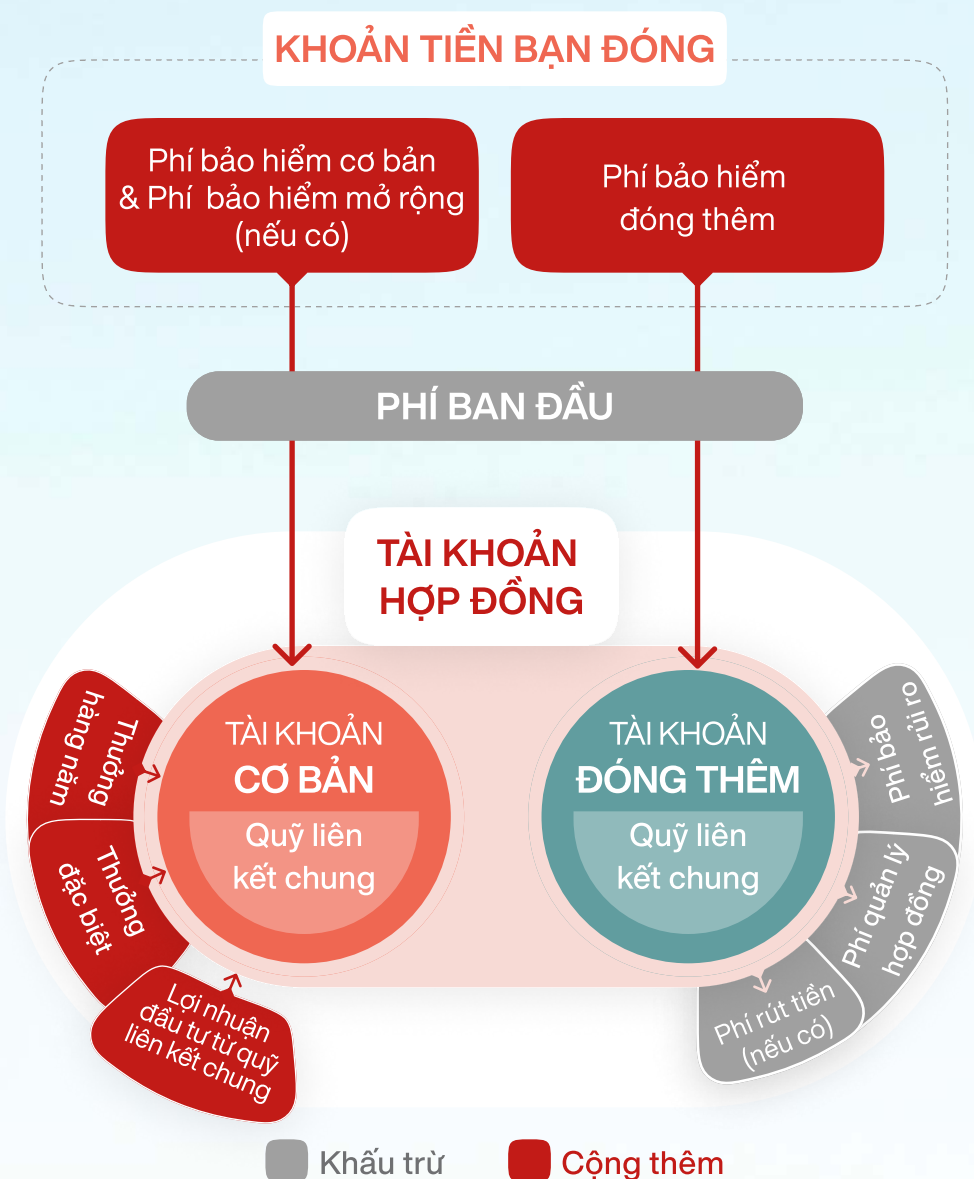 KHOẢN TIỀN BẠN ĐÓNG
Phí bảo hiểm cơ bản
& Phí bảo hiểm mở rộng
(nếu có)
Phí bảo hiểm
đóng thêm
PHÍ BAN ĐẦU
TÀI KHOẢN
HỢP ĐỒNG
TÀI KHOẢN
CƠ BẢN
Quỹ liên
kết chung
TÀI KHOẢN
ĐÓNG THÊM
Quỹ liên
kết chung
Thưởng
hàng năm
Thưởng
đặc biệt
Lợi nhuận
đầu tư từ quỹ
liên kết chung
Phí bảo
hiểm rủi ro
Phí quản lý
hợp đồng
Phí rút tiền
(nếu có)
Khấu trừ
Cộng thêm